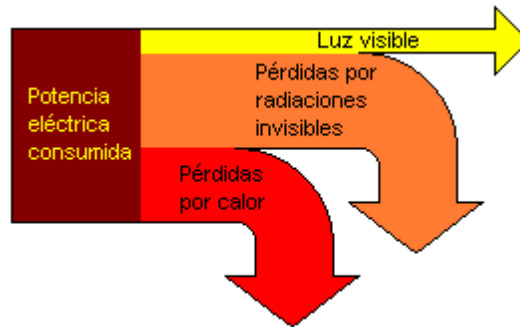 Luz visible
Potencia
eléctrica
consumida
Pérdidas por
radiaciones
invisibles
Pérdidas
por calor